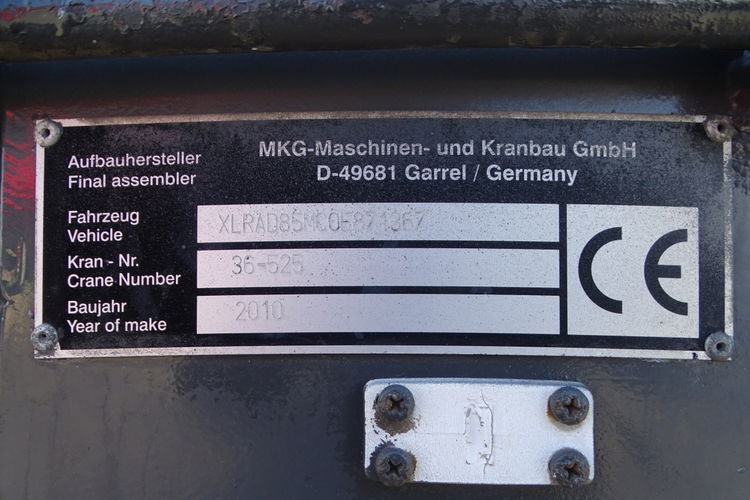 MKG-Maschinen- und Kranbau GmbH
D-49681 Garrel / Germany
Aufbauhersteller
Final assembler
Fahrzeug
Vehicle
XLRAD85MC0E871367
Kran - Nr.
Crane Number
36-525
Baujahr
Year of make
2010
CE